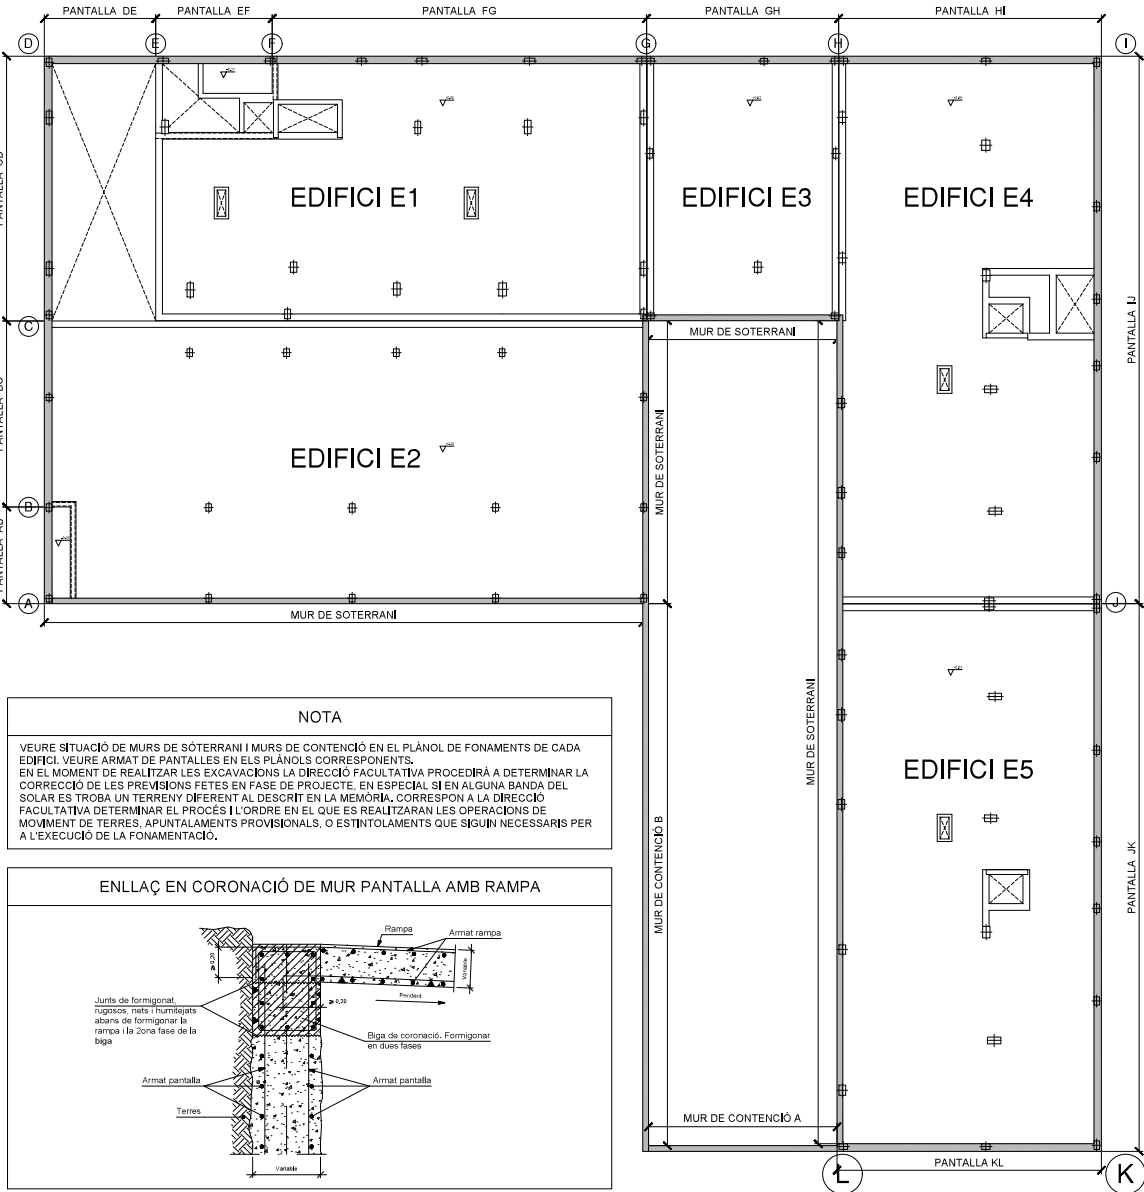 PANTALLA DE
PANTALLA EF
PANTALLA FG
PANTALLA GH
PANTALLA HI
D
E
F
G
H
I
EDIFICI E1
EDIFICI E3
EDIFICI E4
C
MUR DE SOTERRANI
PANTALLA IJ
MUR DE SOTERRANI
EDIFICI E2
B
A
MUR DE SOTERRANI
J
MUR DE SOTERRANI
EDIFICI E5
MUR DE CONTENCIÓ B
PANTALLA JK
MUR DE CONTENCIÓ A
PANTALLA KL
L
K
NOTA
VEURE SITUACIÓ DE MURS DE SÒTERRANI I MURS DE CONTENCIÓ EN EL PLÀNOL DE FONAMENTS DE CADA
EDIFICI. VEURE ARMAT DE PANTALLES EN ELS PLÀNOLS CORRESPONENTS.
EN EL MOMENT DE REALITZAR LES EXCAVACIONS LA DIRECCIÓ FACULTATIVA PROCEDIRÀ A DETERMINAR LA
CORRECCIÓ DE LES PREVISIONS FETES EN FASE DE PROJECTE, EN ESPECIAL SI EN ALGUNA BANDA DEL
SOLAR ES TROBA UN TERRENY DIFERENT AL DESCRIT EN LA MEMÒRIA. CORRESPON A LA DIRECCIÓ
FACULTATIVA DETERMINAR EL PROCÉS I L'ORDRE EN EL QUE ES REALITZARAN LES OPERACIONS DE
MOVIMENT DE TERRES, APUNTALAMENTS PROVISIONALS, O ESTINTOLAMENTS QUE SIGUIN NECESSARIS PER
A L'EXECUCIÓ DE LA FONAMENTACIÓ.
ENLLAÇ EN CORONACIÓ DE MUR PANTALLA AMB RAMPA
Rampa
Armat rampa
≥ 0,20
Variable
Pendent
≥ 0,20
Junts de formigonat,
rugosos, nets i humitejats
abans de formigonar la
rampa i la 2ona fase de la
biga
Biga de coronació. Formigonar
en dues fases
Armat pantalla
Armat pantalla
Terres
Variable